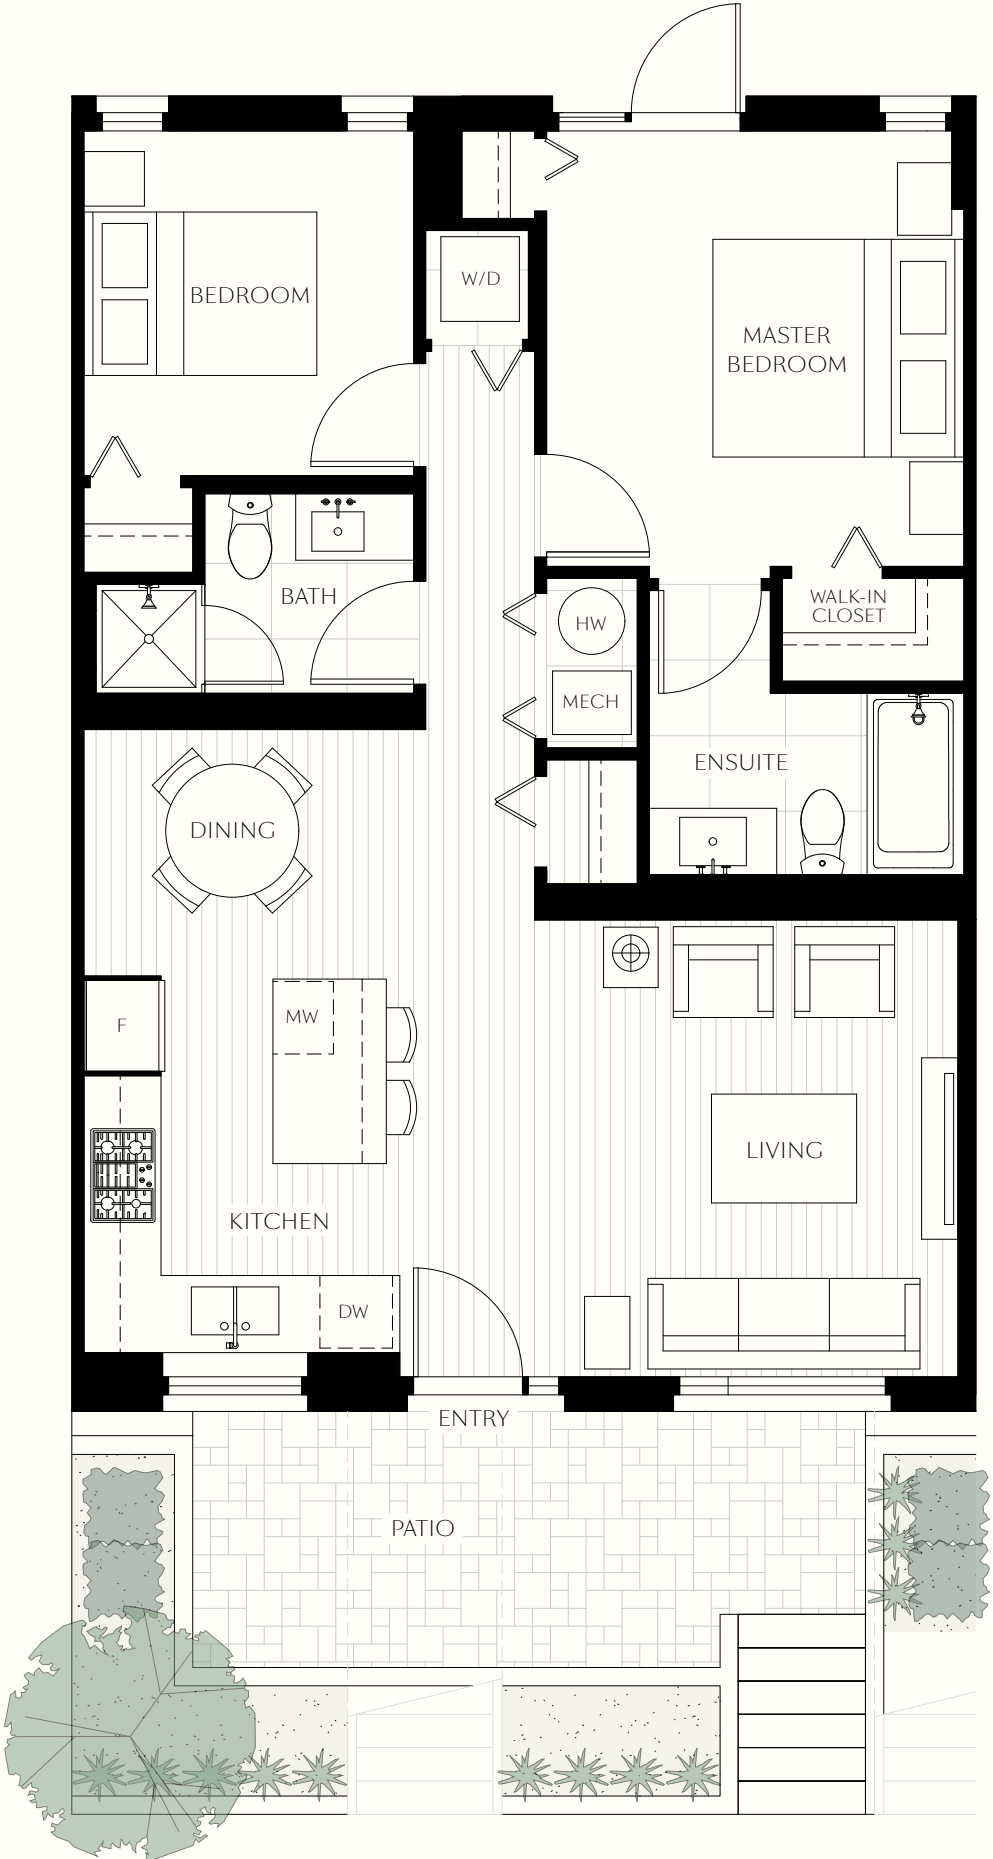 W/D
BEDROOM
MASTER
BEDROOM
BATH
WALK-IN
CLOSET
HW
MECH
ENSUITE
DINING
F
MW
LIVING
KITCHEN
DW
ENTRY
PATIO